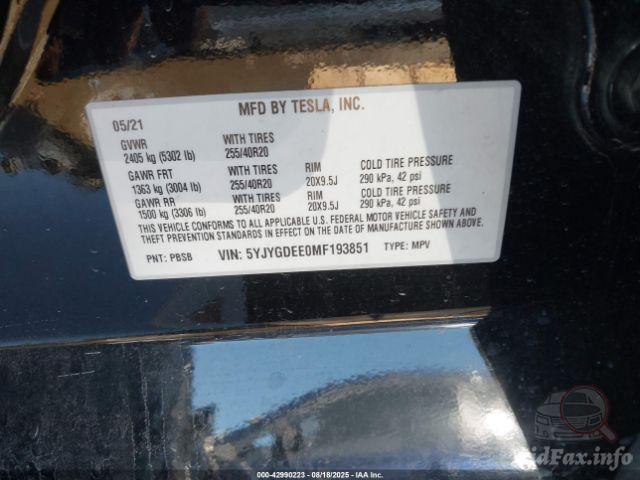 MFD BY TESLA, INC.
05/21
GVWR WITH TIRES
2405 kg (5302 lb) 255/40R20
GAWR FRT WITH TIRES RIM COLD TIRE PRESSURE
1363 kg (3004 lb) 255/40R20 20X9.5J 290 kPa, 42 psi
GAWR RR WITH TIRES RIM COLD TIRE PRESSURE
1500 kg (3306 lb) 255/40R20 20X9.5J 290 kPa, 42 psi
THIS VEHICLE CONFORMS TO ALL APPLICABLE U.S. FEDERAL MOTOR VEHICLE SAFETY AND
THEFT PREVENTION STANDARDS IN EFFECT ON THE DATE OF MANUFACTURE SHOWN ABOVE.
PNT: PBSB VIN: 5YJYGDEE0MF193851 TYPE: MPV
BidFax.info
000-42990223 - 08/18/2025 - IAA Inc.